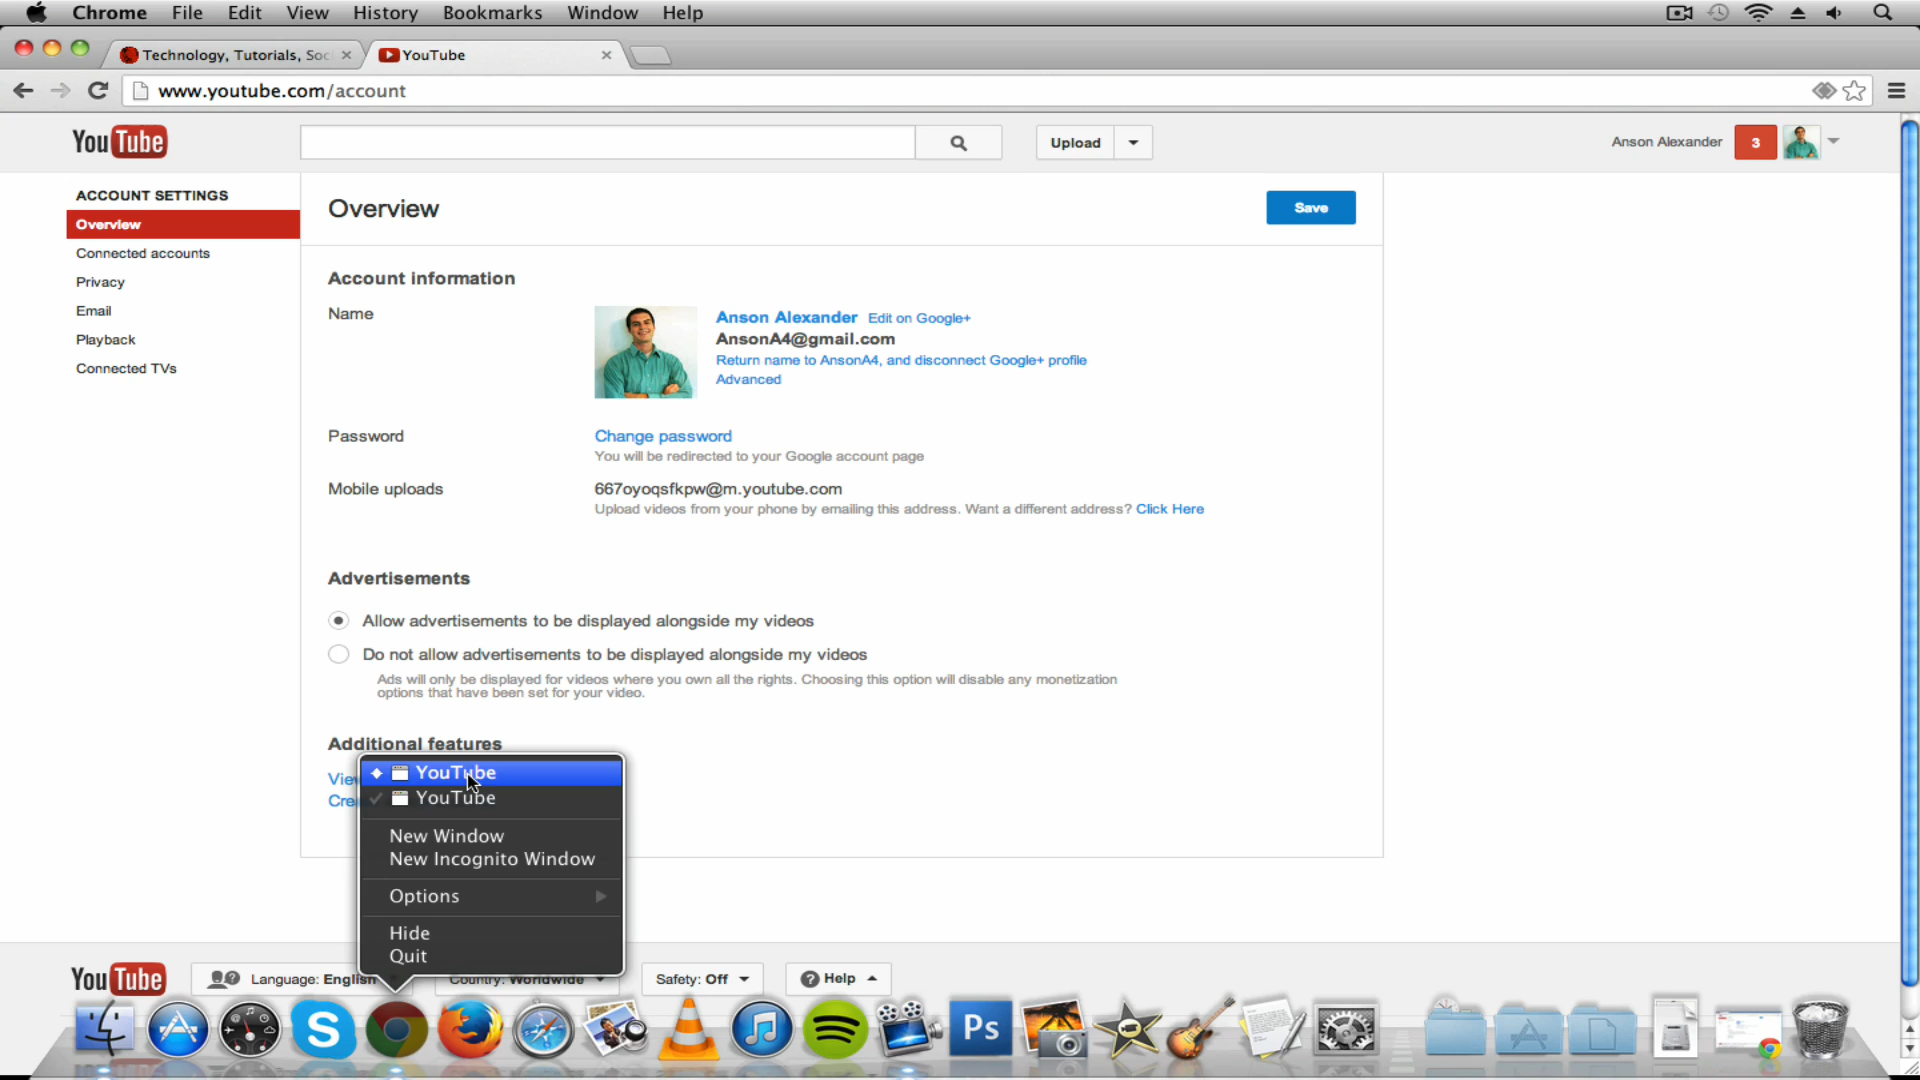 Chrome File Edit View History Bookmarks Window Help
Technology, Tutorials, Soc
YouTube
www.youtube.com/account
YouTube
Upload
Anson Alexander
3
ACCOUNT SETTINGS
Overview
Connected accounts
Privacy
Email
Playback
Connected TVs
Overview
Save
Account information
Name
Anson Alexander Edit on Google+
AnsonA4@gmail.com
Return name to AnsonA4, and disconnect Google+ profile
Advanced
Password
Change password
You will be redirected to your Google account page
Mobile uploads
667oyoqsfkpw@m.youtube.com
Upload videos from your phone by emailing this address. Want a different address? Click Here
Advertisements
Allow advertisements to be displayed alongside my videos
Do not allow advertisements to be displayed alongside my videos
Ads will only be displayed for videos where you own all the rights. Choosing this option will disable any monetization
options that have been set for your video.
Additional features
View
Crea
YouTube
YouTube
New Window
New Incognito Window
Options
Hide
Quit
YouTube
Language: English
Country: Worldwide
Safety: Off
Help
S
Ps